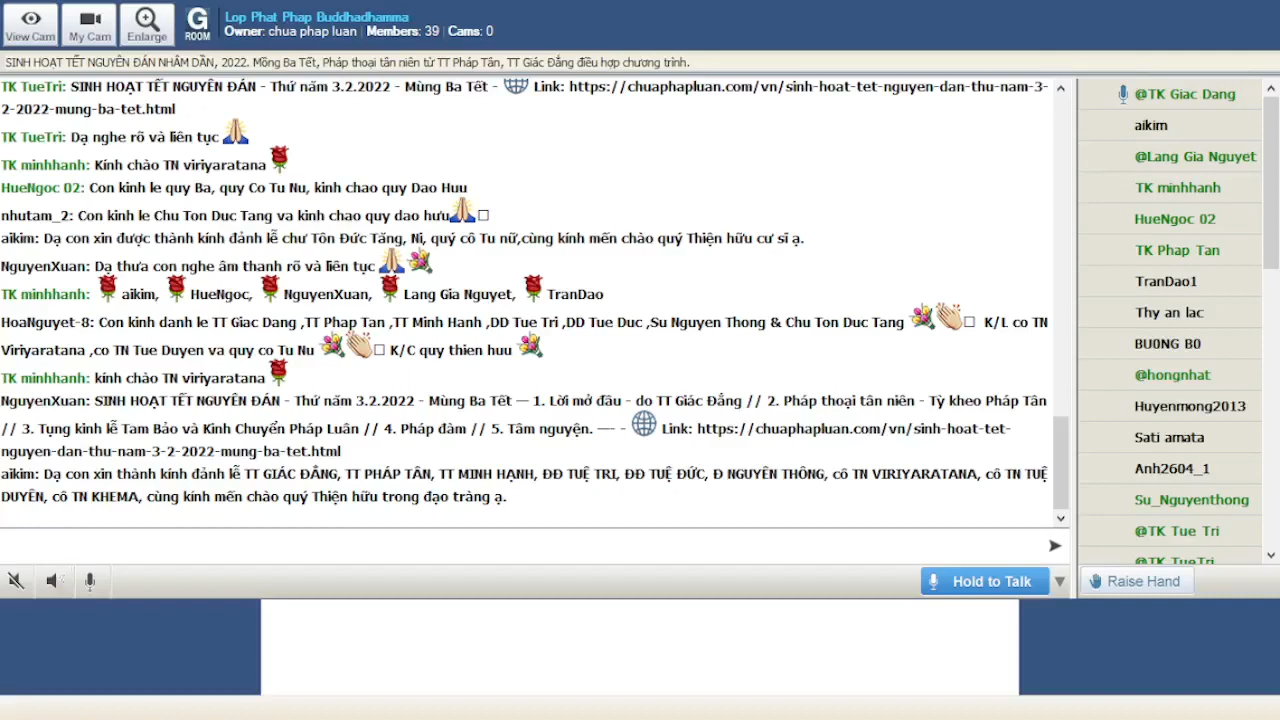 View Cam
My Cam
Enlarge
G
ROOM
Lop Phat Phap Buddhadhamma
Owner: chua phap luan | Members: 39 | Cams: 0
SINH HOẠT TẾT NGUYÊN ĐÁN NHÂM DẦN, 2022. Mồng Ba Tết, Pháp thoại tân niên từ TT Pháp Tân, TT Giác Đẳng điều hợp chương trình.
TK TueTri: SINH HOẠT TẾT NGUYÊN ĐÁN - Thứ năm 3.2.2022 - Mùng Ba Tết - Link: https://chuaphapluan.com/vn/sinh-hoat-tet-nguyen-dan-thu-nam-3-
2-2022-mung-ba-tet.html
TK TueTri: Dạ nghe rõ và liên tục
TK minhhanh: Kính chào TN viriyaratana
HueNgoc 02: Con kinh le quy Ba, quy Co Tu Nu, kinh chao quy Dao Huu
nhutam_2: Con kinh le Chu Ton Duc Tang va kinh chao quy dao hưu
aikim: Dạ con xin được thành kính đảnh lễ chư Tôn Đức Tăng, Ni, quý cô Tu nữ,cùng kính mến chào quý Thiện hữu cư sĩ ạ.
NguyenXuan: Dạ thưa con nghe âm thanh rõ và liên tục
TK minhhanh: aikim, HueNgoc, NguyenXuan, Lang Gia Nguyet, TranDao
HoaNguyet-8: Con kinh danh le TT Giac Dang ,TT Phap Tan ,TT Minh Hanh ,DD Tue Tri ,DD Tue Duc ,Su Nguyen Thong & Chu Ton Duc Tang K/L co TN
Viriyaratana ,co TN Tue Duyen va quy co Tu Nu K/C quy thien huu
TK minhhanh: kính chào TN viriyaratana
NguyenXuan: SINH HOẠT TẾT NGUYÊN ĐÁN - Thứ năm 3.2.2022 - Mùng Ba Tết — 1. Lời mở đầu - do TT Giác Đẳng // 2. Pháp thoại tân niên - Tỳ kheo Pháp Tân
// 3. Tụng kinh lễ Tam Bảo và Kinh Chuyển Pháp Luân // 4. Pháp đàm // 5. Tâm nguyện. —- - Link: https://chuaphapluan.com/vn/sinh-hoat-tet-
nguyen-dan-thu-nam-3-2-2022-mung-ba-tet.html
aikim: Dạ con xin thành kính đảnh lễ TT GIÁC ĐẲNG, TT PHÁP TÂN, TT MINH HẠNH, ĐĐ TUỆ TRI, ĐĐ TUỆ ĐỨC, Đ NGUYÊN THÔNG, cô TN VIRIYARATANA, cô TN TUỆ
DUYÊN, cô TN KHEMA, cùng kính mến chào quý Thiện hữu trong đạo tràng ạ.
@TK Giac Dang
aikim
@Lang Gia Nguyet
TK minhhanh
HueNgoc 02
TK Phap Tan
TranDao1
Thy an lac
BU0NG B0
@hongnhat
Huyenmong2013
Sati amata
Anh2604_1
Su_Nguyenthong
@TK Tue Tri
@TK TueTri
Hold to Talk
Raise Hand